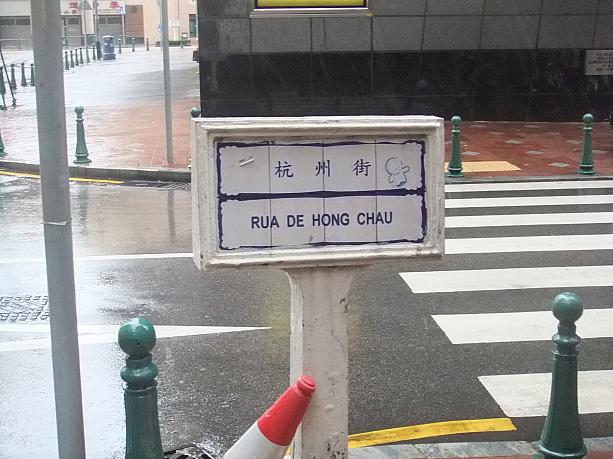 杭州街
RUA DE HONG CHAU